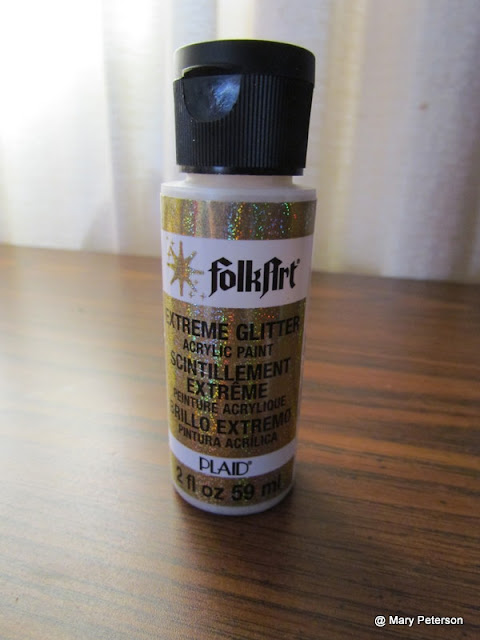 folkArt®
EXTREME GLITTER
ACRYLIC PAINT
SCINTILLEMENT
EXTRÊME
PEINTURE ACRYLIQUE
BRILLO EXTREMO
PINTURA ACRÍLICA
PLAID®
2 fl oz 59 ml
@ Mary Peterson